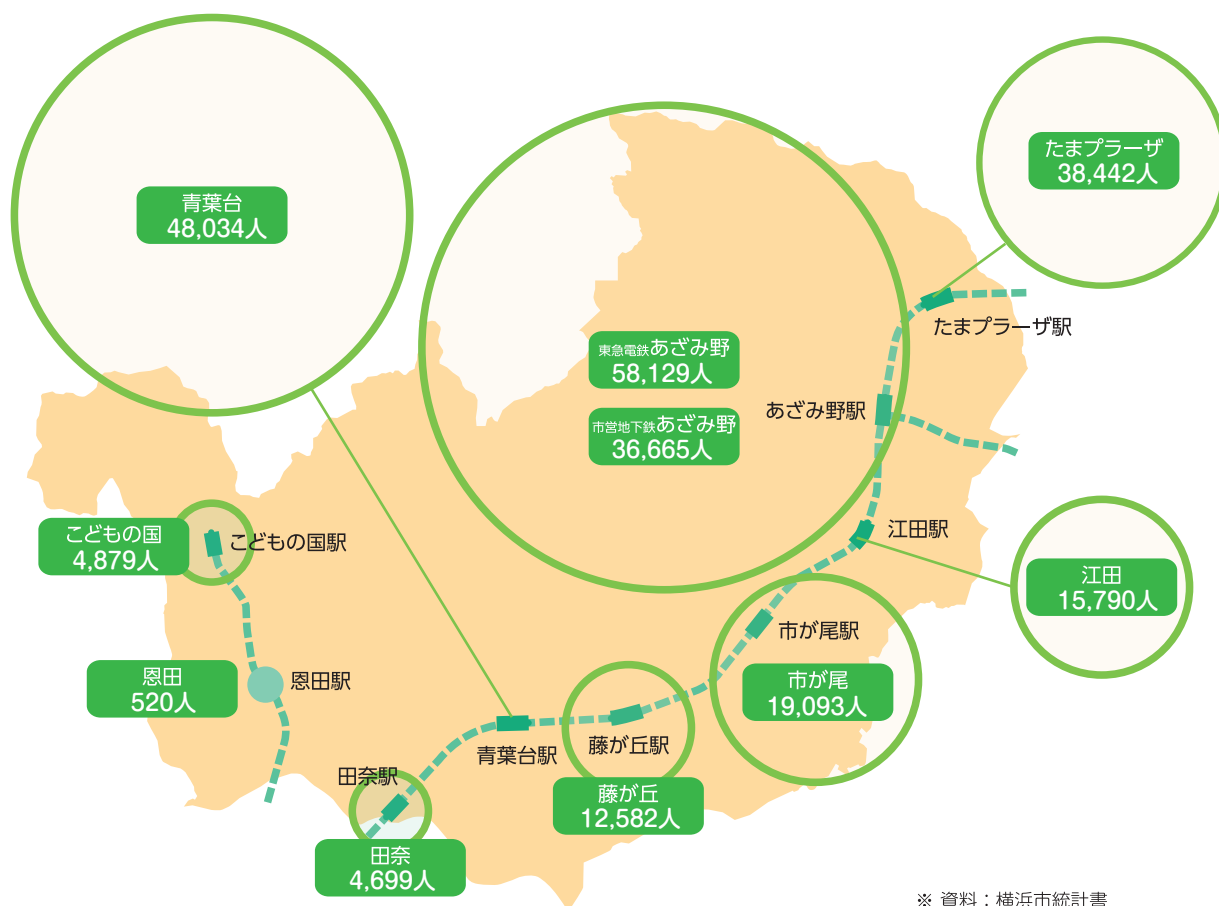 青葉台
48,034人
たまプラーザ
38,442人
たまプラーザ駅
東急電鉄あざみ野
58,129人
市営地下鉄あざみ野
36,665人
あざみ野駅
こどもの国
4,879人
こどもの国駅
江田駅
江田
15,790人
市が尾駅
市が尾
19,093人
恩田
520人
恩田駅
青葉台駅
藤が丘駅
藤が丘
12,582人
田奈駅
田奈
4,699人
※ 資料：横浜市統計書